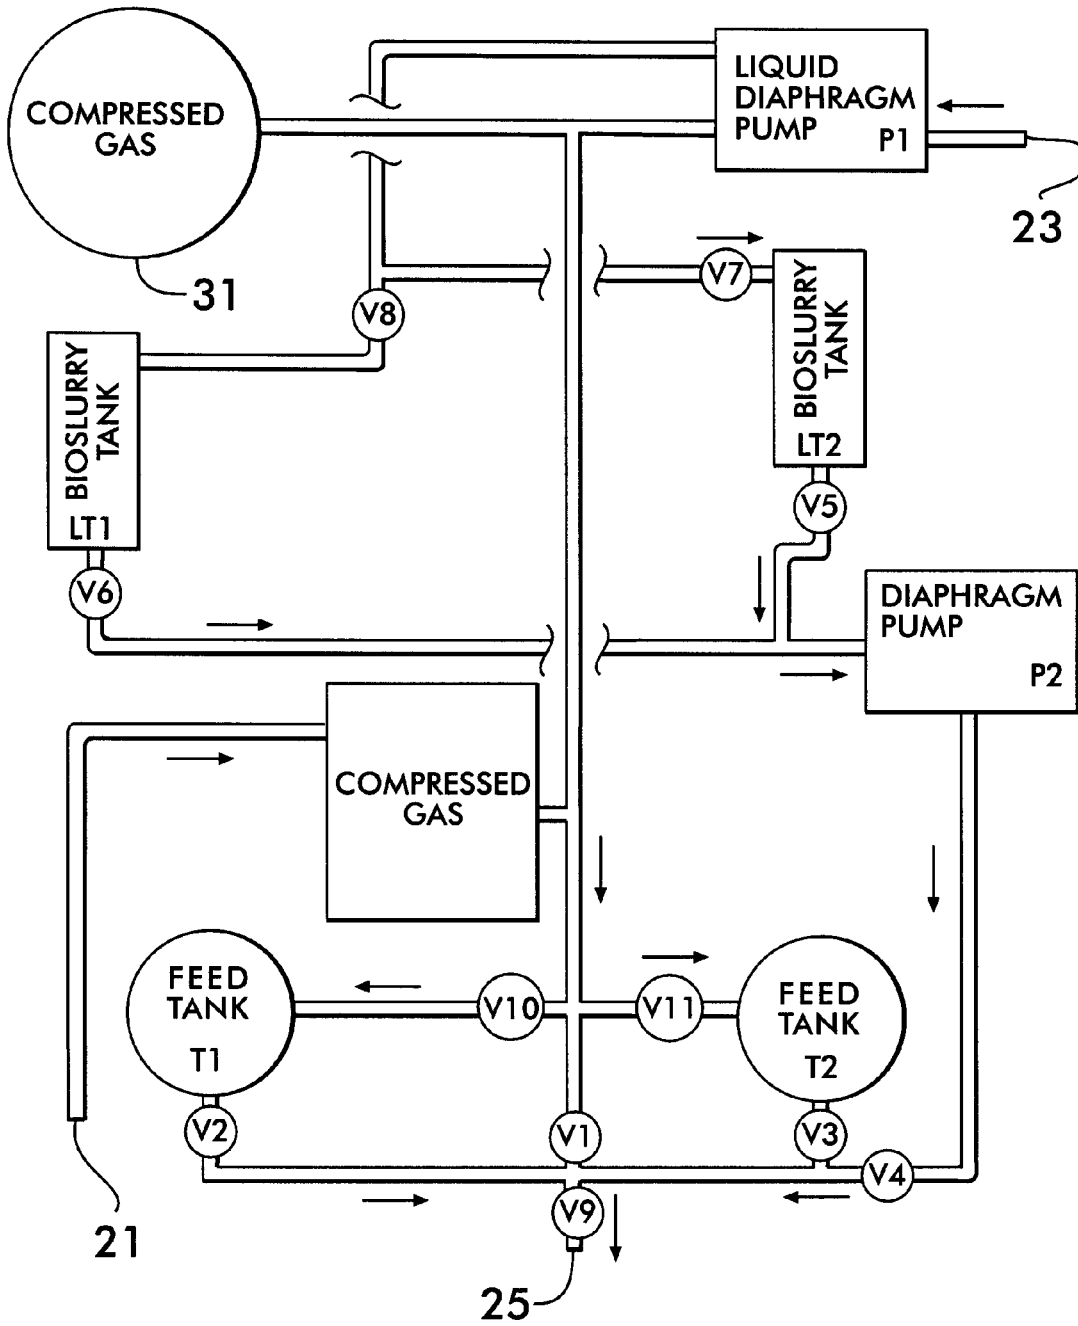 COMPRESSED
GAS
LIQUID
DIAPHRAGM
PUMP
P1
23
31
V7
V8
BIOSLURRY
TANK
LT2
BIOSLURRY
TANK
LT1
V5
V6
DIAPHRAGM
PUMP
P2
COMPRESSED
GAS
FEED
TANK
T1
V10
V11
FEED
TANK
T2
V2
V1
V3
V4
V9
21
25